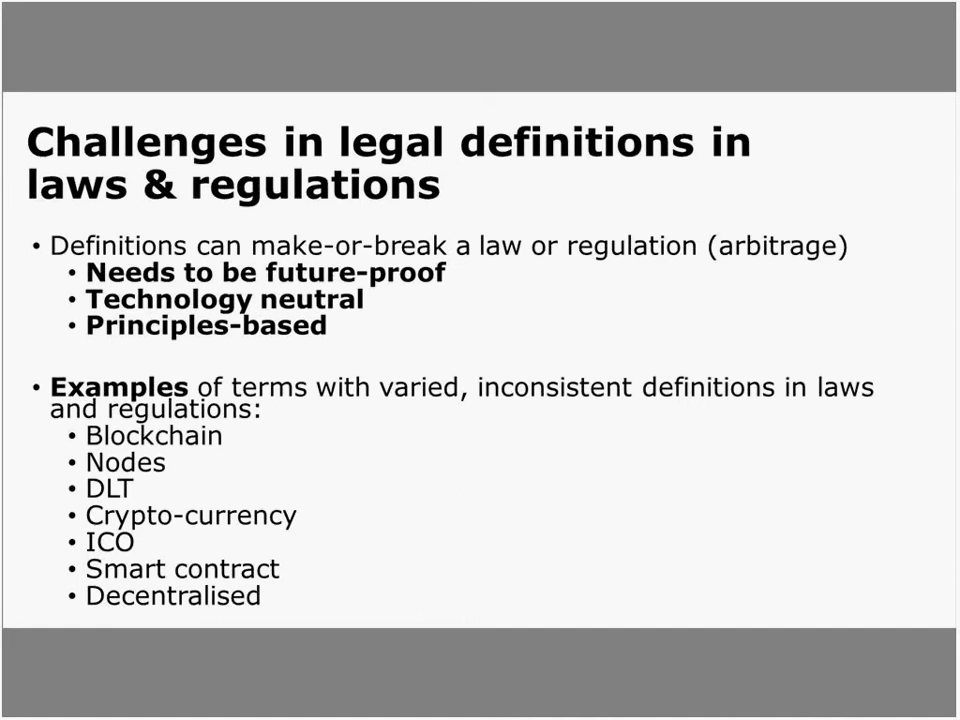 Challenges in legal definitions in
laws & regulations
• Definitions can make-or-break a law or regulation (arbitrage)
• Needs to be future-proof
• Technology neutral
• Principles-based
• Examples of terms with varied, inconsistent definitions in laws
and regulations:
• Blockchain
• Nodes
• DLT
• Crypto-currency
• ICO
• Smart contract
• Decentralised